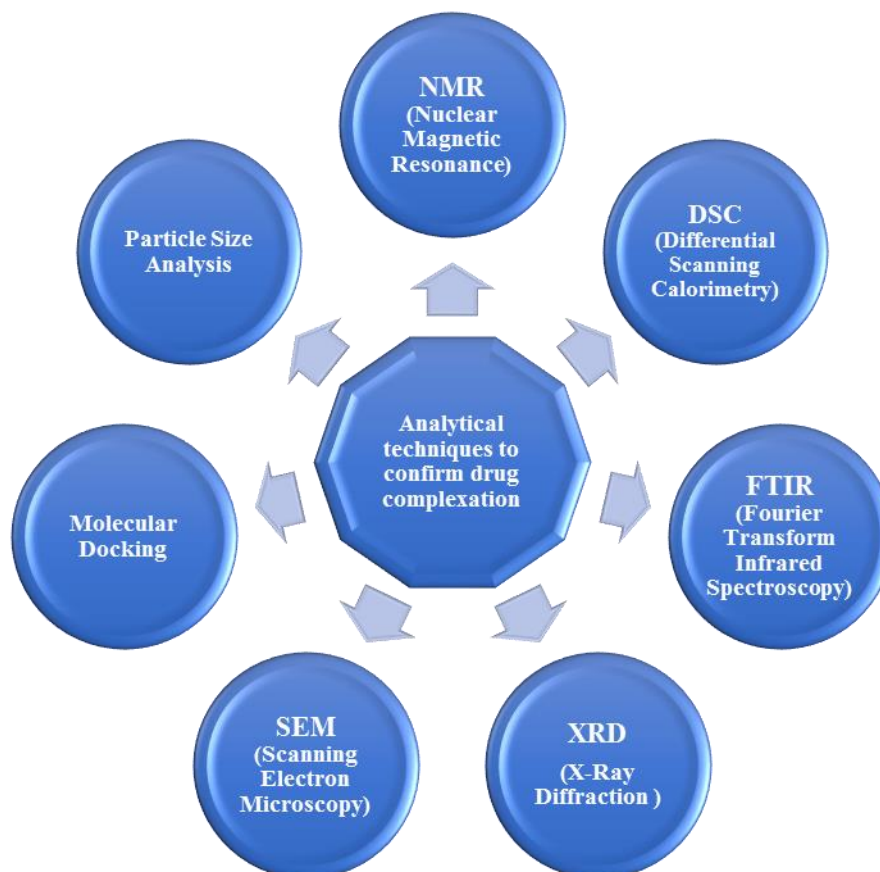 NMR
(Nuclear
Magnetic
Resonance)
DSC
(Differential
Scanning
Calorimetry)
FTIR
(Fourier
Transform
Infrared
Spectroscopy)
XRD
(X-Ray
Diffraction )
SEM
(Scanning
Electron
Microscopy)
Molecular
Docking
Particle Size
Analysis
Analytical
techniques to
confirm drug
complexation